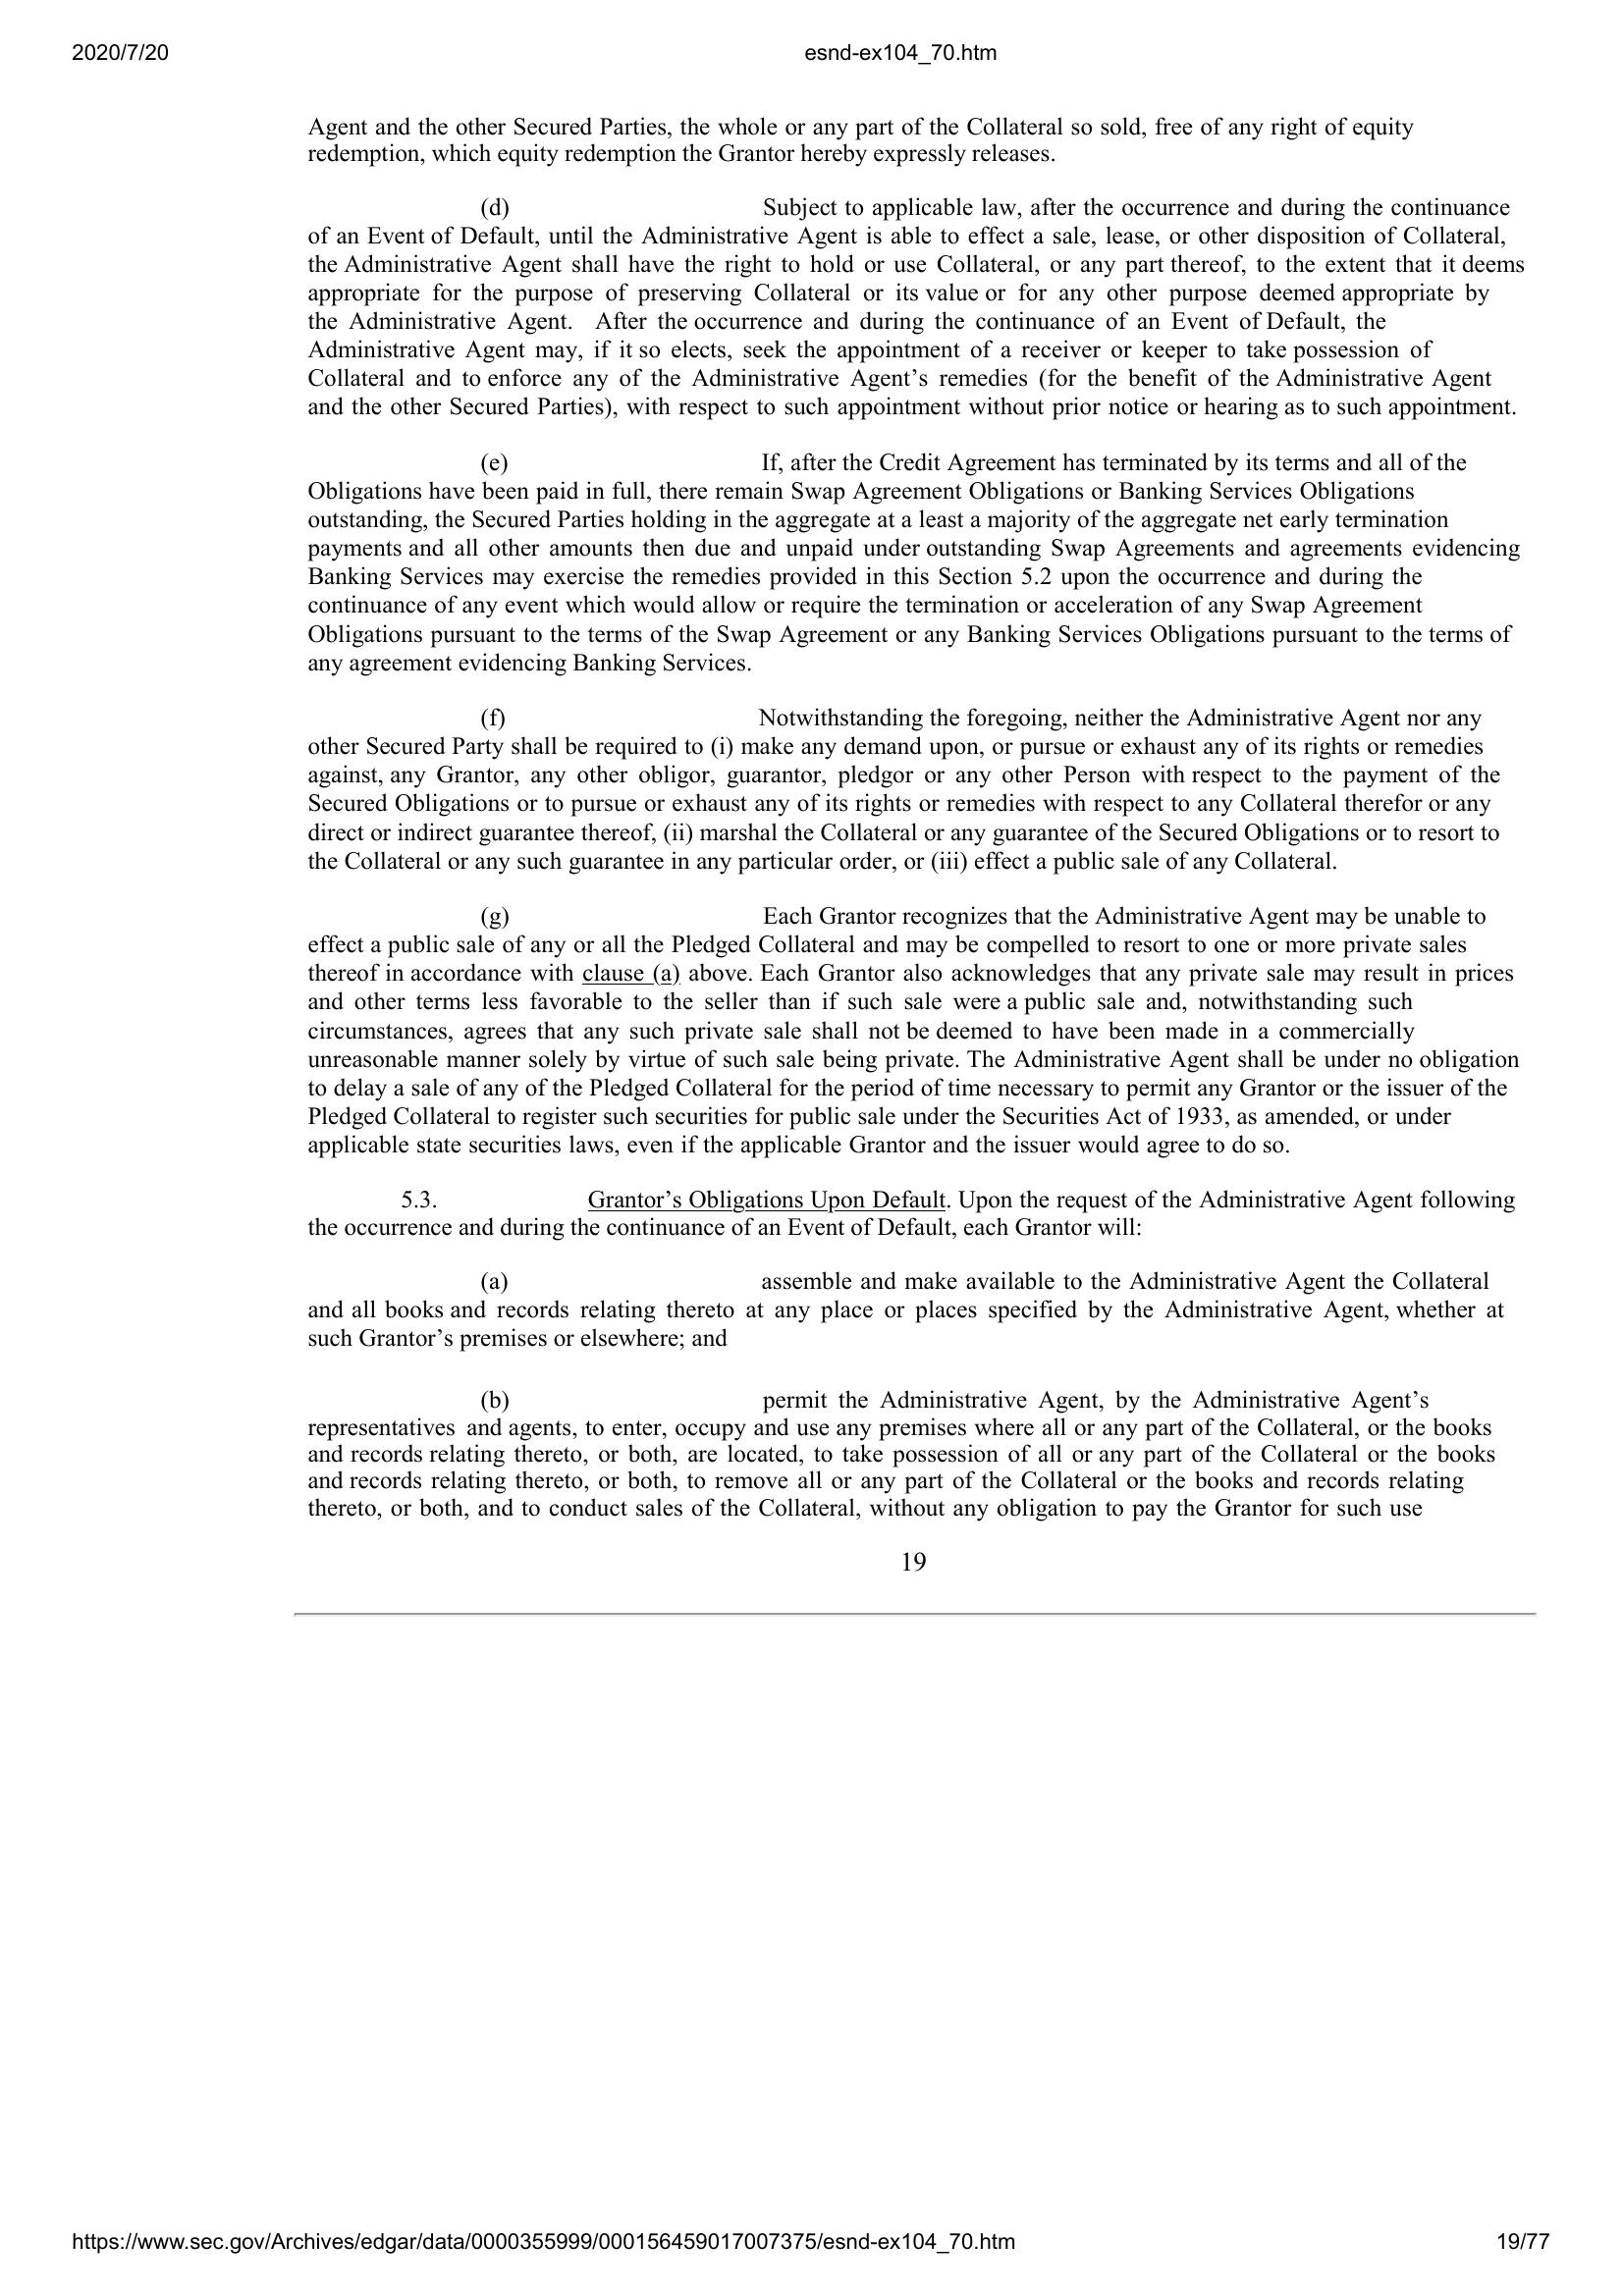 2020/7/20 esnd-ex104_70.htm
Agent and the other Secured Parties, the whole or any part of the Collateral so sold, free of any right of equity
redemption, which equity redemption the Grantor hereby expressly releases.
(d) Subject to applicable law, after the occurrence and during the continuance
of an Event of Default, until the Administrative Agent is able to effect a sale, lease, or other disposition of Collateral,
the Administrative Agent shall have the right to hold or use Collateral, or any part thereof, to the extent that it deems
appropriate for the purpose of preserving Collateral or its value or for any other purpose deemed appropriate by
the Administrative Agent. After the occurrence and during the continuance of an Event of Default, the
Administrative Agent may, if it so elects, seek the appointment of a receiver or keeper to take possession of
Collateral and to enforce any of the Administrative Agent’s remedies (for the benefit of the Administrative Agent
and the other Secured Parties), with respect to such appointment without prior notice or hearing as to such appointment.
(e) If, after the Credit Agreement has terminated by its terms and all of the
Obligations have been paid in full, there remain Swap Agreement Obligations or Banking Services Obligations
outstanding, the Secured Parties holding in the aggregate at a least a majority of the aggregate net early termination
payments and all other amounts then due and unpaid under outstanding Swap Agreements and agreements evidencing
Banking Services may exercise the remedies provided in this Section 5.2 upon the occurrence and during the
continuance of any event which would allow or require the termination or acceleration of any Swap Agreement
Obligations pursuant to the terms of the Swap Agreement or any Banking Services Obligations pursuant to the terms of
any agreement evidencing Banking Services.
(f) Notwithstanding the foregoing, neither the Administrative Agent nor any
other Secured Party shall be required to (i) make any demand upon, or pursue or exhaust any of its rights or remedies
against, any Grantor, any other obligor, guarantor, pledgor or any other Person with respect to the payment of the
Secured Obligations or to pursue or exhaust any of its rights or remedies with respect to any Collateral therefor or any
direct or indirect guarantee thereof, (ii) marshal the Collateral or any guarantee of the Secured Obligations or to resort to
the Collateral or any such guarantee in any particular order, or (iii) effect a public sale of any Collateral.
(g) Each Grantor recognizes that the Administrative Agent may be unable to
effect a public sale of any or all the Pledged Collateral and may be compelled to resort to one or more private sales
thereof in accordance with clause (a) above. Each Grantor also acknowledges that any private sale may result in prices
and other terms less favorable to the seller than if such sale were a public sale and, notwithstanding such
circumstances, agrees that any such private sale shall not be deemed to have been made in a commercially
unreasonable manner solely by virtue of such sale being private. The Administrative Agent shall be under no obligation
to delay a sale of any of the Pledged Collateral for the period of time necessary to permit any Grantor or the issuer of the
Pledged Collateral to register such securities for public sale under the Securities Act of 1933, as amended, or under
applicable state securities laws, even if the applicable Grantor and the issuer would agree to do so.
5.3. Grantor’s Obligations Upon Default. Upon the request of the Administrative Agent following
the occurrence and during the continuance of an Event of Default, each Grantor will:
(a) assemble and make available to the Administrative Agent the Collateral
and all books and records relating thereto at any place or places specified by the Administrative Agent, whether at
such Grantor’s premises or elsewhere; and
(b) permit the Administrative Agent, by the Administrative Agent’s
representatives and agents, to enter, occupy and use any premises where all or any part of the Collateral, or the books
and records relating thereto, or both, are located, to take possession of all or any part of the Collateral or the books
and records relating thereto, or both, to remove all or any part of the Collateral or the books and records relating
thereto, or both, and to conduct sales of the Collateral, without any obligation to pay the Grantor for such use
19
https://www.sec.gov/Archives/edgar/data/0000355999/000156459017007375/esnd-ex104_70.htm 19/77